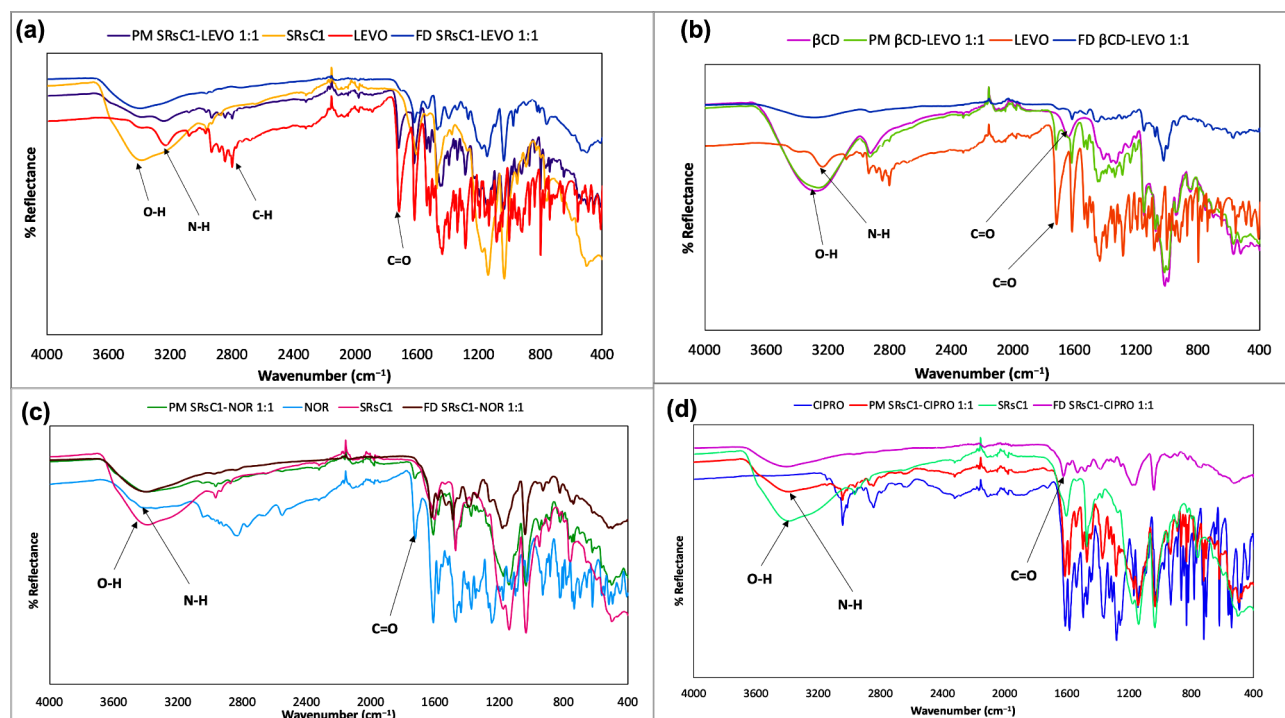 (a)
PM SRsC1-LEVO 1:1 SRsC1 LEVO FD SRsC1-LEVO 1:1
% Reflectance
O-H
N-H
C-H
C=O
4000 3600 3200 2800 2400 2000 1600 1200 800 400
Wavenumber (cm⁻¹)
(b)
βCD PM βCD-LEVO 1:1 LEVO FD βCD-LEVO 1:1
% Reflectance
O-H
N-H
C=O
C=O
4000 3600 3200 2800 2400 2000 1600 1200 800 400
Wavenumber (cm⁻¹)
(c)
PM SRsC1-NOR 1:1 NOR SRsC1 FD SRsC1-NOR 1:1
% Reflectance
O-H
N-H
C=O
4000 3600 3200 2800 2400 2000 1600 1200 800 400
Wavenumber (cm⁻¹)
(d)
CIPRO PM SRsC1-CIPRO 1:1 SRsC1 FD SRsC1-CIPRO 1:1
% Reflectance
O-H
N-H
C=O
4000 3600 3200 2800 2400 2000 1600 1200 800 400
Wavenumber (cm⁻¹)